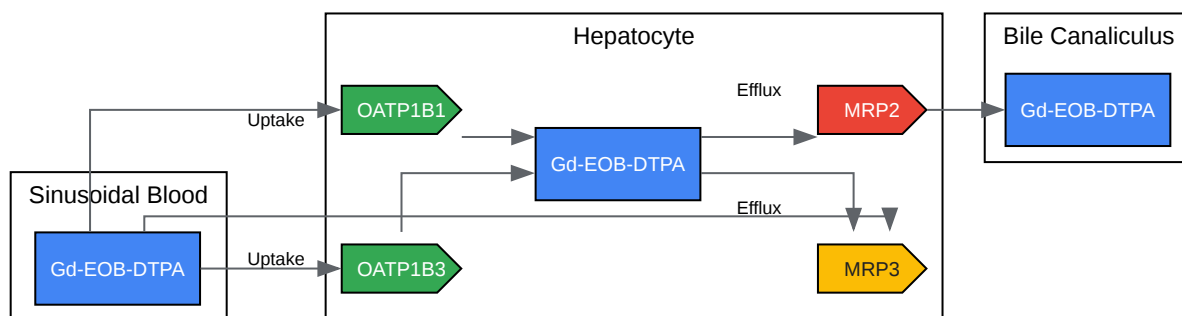 Hepatocyte
Bile Canaliculus
Efflux
OATP1B1
MRP2
Gd-EOB-DTPA
Uptake
Gd-EOB-DTPA
Sinusoidal Blood
Efflux
Gd-EOB-DTPA
Uptake
OATP1B3
MRP3